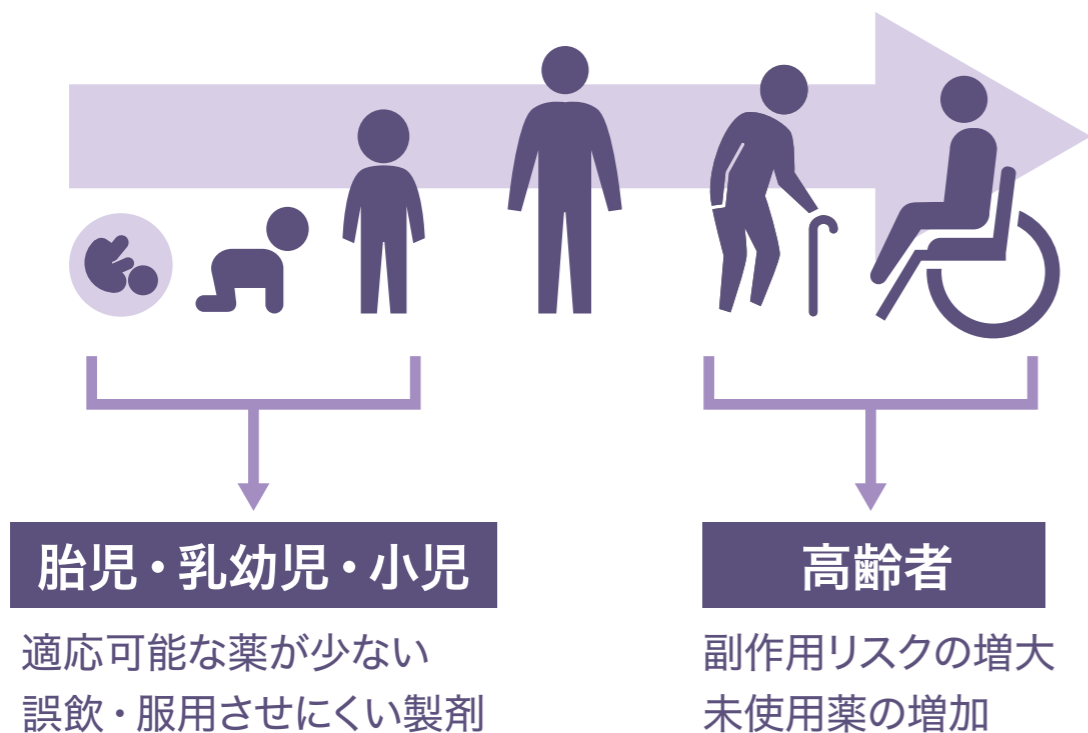 胎児・乳幼児・小児
適応可能な薬が少ない
誤飲・服用させにくい製剤
高齢者
副作用リスクの増大
未使用薬の増加